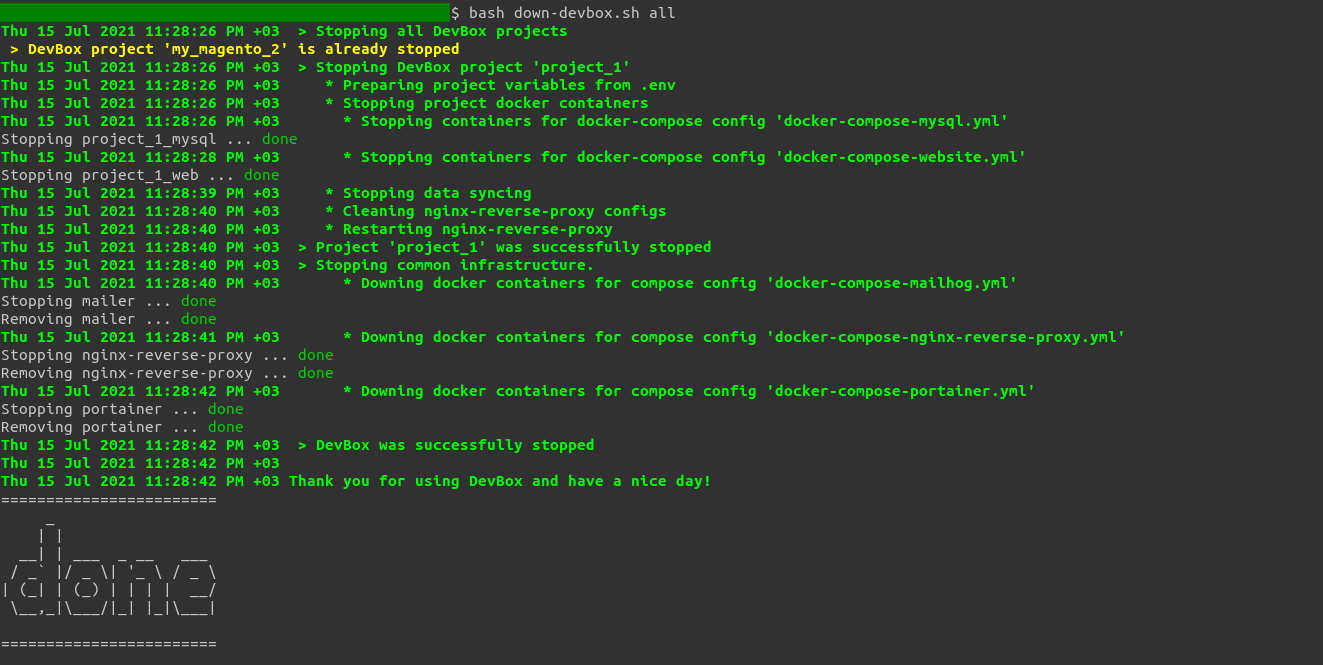 $ bash down-devbox.sh all
Thu 15 Jul 2021 11:28:26 PM +03  > Stopping all DevBox projects
 > DevBox project 'my_magento_2' is already stopped
Thu 15 Jul 2021 11:28:26 PM +03  > Stopping DevBox project 'project_1'
Thu 15 Jul 2021 11:28:26 PM +03     * Preparing project variables from .env
Thu 15 Jul 2021 11:28:26 PM +03     * Stopping project docker containers
Thu 15 Jul 2021 11:28:26 PM +03       * Stopping containers for docker-compose config 'docker-compose-mysql.yml'
Stopping project_1_mysql ... done
Thu 15 Jul 2021 11:28:28 PM +03       * Stopping containers for docker-compose config 'docker-compose-website.yml'
Stopping project_1_web ... done
Thu 15 Jul 2021 11:28:39 PM +03     * Stopping data syncing
Thu 15 Jul 2021 11:28:40 PM +03     * Cleaning nginx-reverse-proxy configs
Thu 15 Jul 2021 11:28:40 PM +03     * Restarting nginx-reverse-proxy
Thu 15 Jul 2021 11:28:40 PM +03  > Project 'project_1' was successfully stopped
Thu 15 Jul 2021 11:28:40 PM +03  > Stopping common infrastructure.
Thu 15 Jul 2021 11:28:40 PM +03       * Downing docker containers for compose config 'docker-compose-mailhog.yml'
Stopping mailer ... done
Removing mailer ... done
Thu 15 Jul 2021 11:28:41 PM +03       * Downing docker containers for compose config 'docker-compose-nginx-reverse-proxy.yml'
Stopping nginx-reverse-proxy ... done
Removing nginx-reverse-proxy ... done
Thu 15 Jul 2021 11:28:42 PM +03       * Downing docker containers for compose config 'docker-compose-portainer.yml'
Stopping portainer ... done
Removing portainer ... done
Thu 15 Jul 2021 11:28:42 PM +03  > DevBox was successfully stopped
Thu 15 Jul 2021 11:28:42 PM +03
Thu 15 Jul 2021 11:28:42 PM +03 Thank you for using DevBox and have a nice day!
========================
     _
    | |
  __| | ___  _ __   ___
 / _` |/ _ \| '_ \ / _ \
| (_| | (_) | | | |  __/
 \__,_|\___/|_| |_|\___|

========================